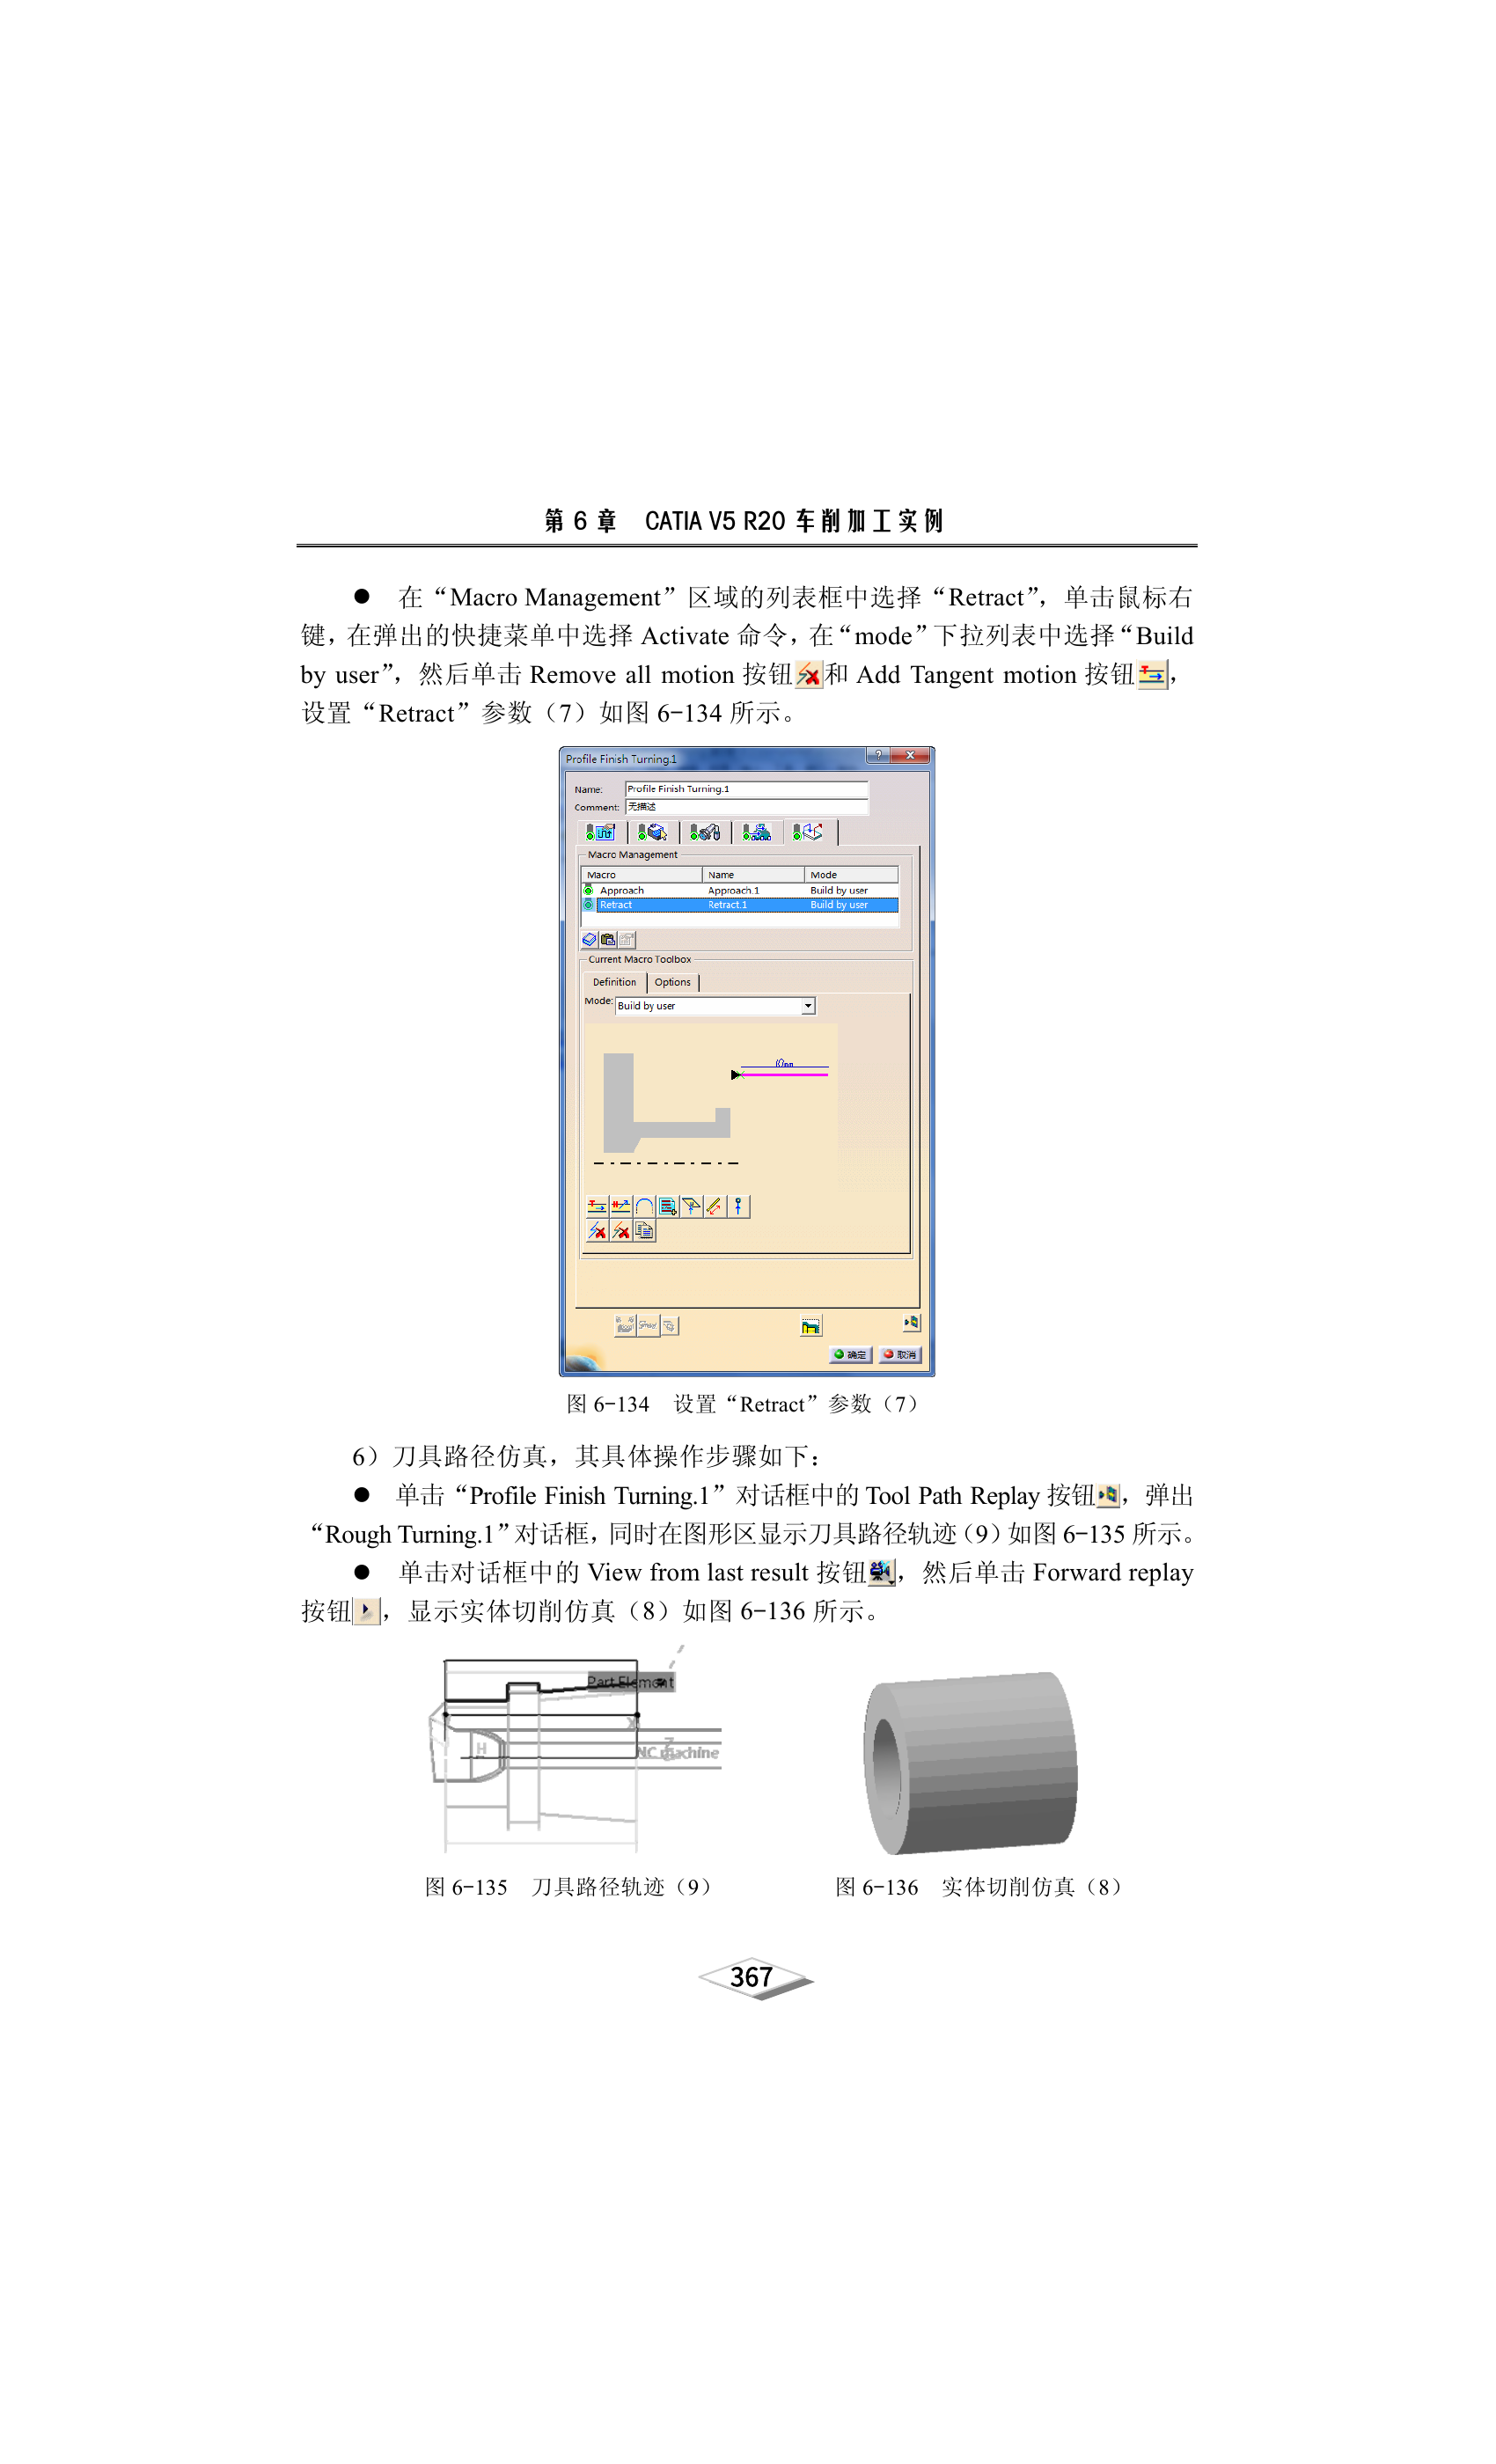 第 6 章 CATIA V5 R20 车削加工实例
● 在“Macro Management”区域的列表框中选择“Retract”，单击鼠标右
键，在弹出的快捷菜单中选择 Activate 命令，在“mode”下拉列表中选择“Build
by user”，然后单击 Remove all motion 按钮和 Add Tangent motion 按钮，
设置“Retract”参数（7）如图 6-134 所示。
Profile Finish Turning.1
Name: Profile Finish Turning.1
Comment: 无描述
Macro Management
Macro Name Mode
Approach Approach.1 Build by user
Retract Retract.1 Build by user
Current Macro Toolbox
Definition Options
Mode: Build by user
10mm
确定 取消
图 6-134 设置“Retract”参数（7）
6）刀具路径仿真，其具体操作步骤如下：
● 单击“Profile Finish Turning.1”对话框中的 Tool Path Replay 按钮，弹出
“Rough Turning.1”对话框，同时在图形区显示刀具路径轨迹（9）如图 6-135 所示。
● 单击对话框中的 View from last result 按钮，然后单击 Forward replay
按钮，显示实体切削仿真（8）如图 6-136 所示。
Part Element
H
NC machine
图 6-135 刀具路径轨迹（9）
图 6-136 实体切削仿真（8）
367